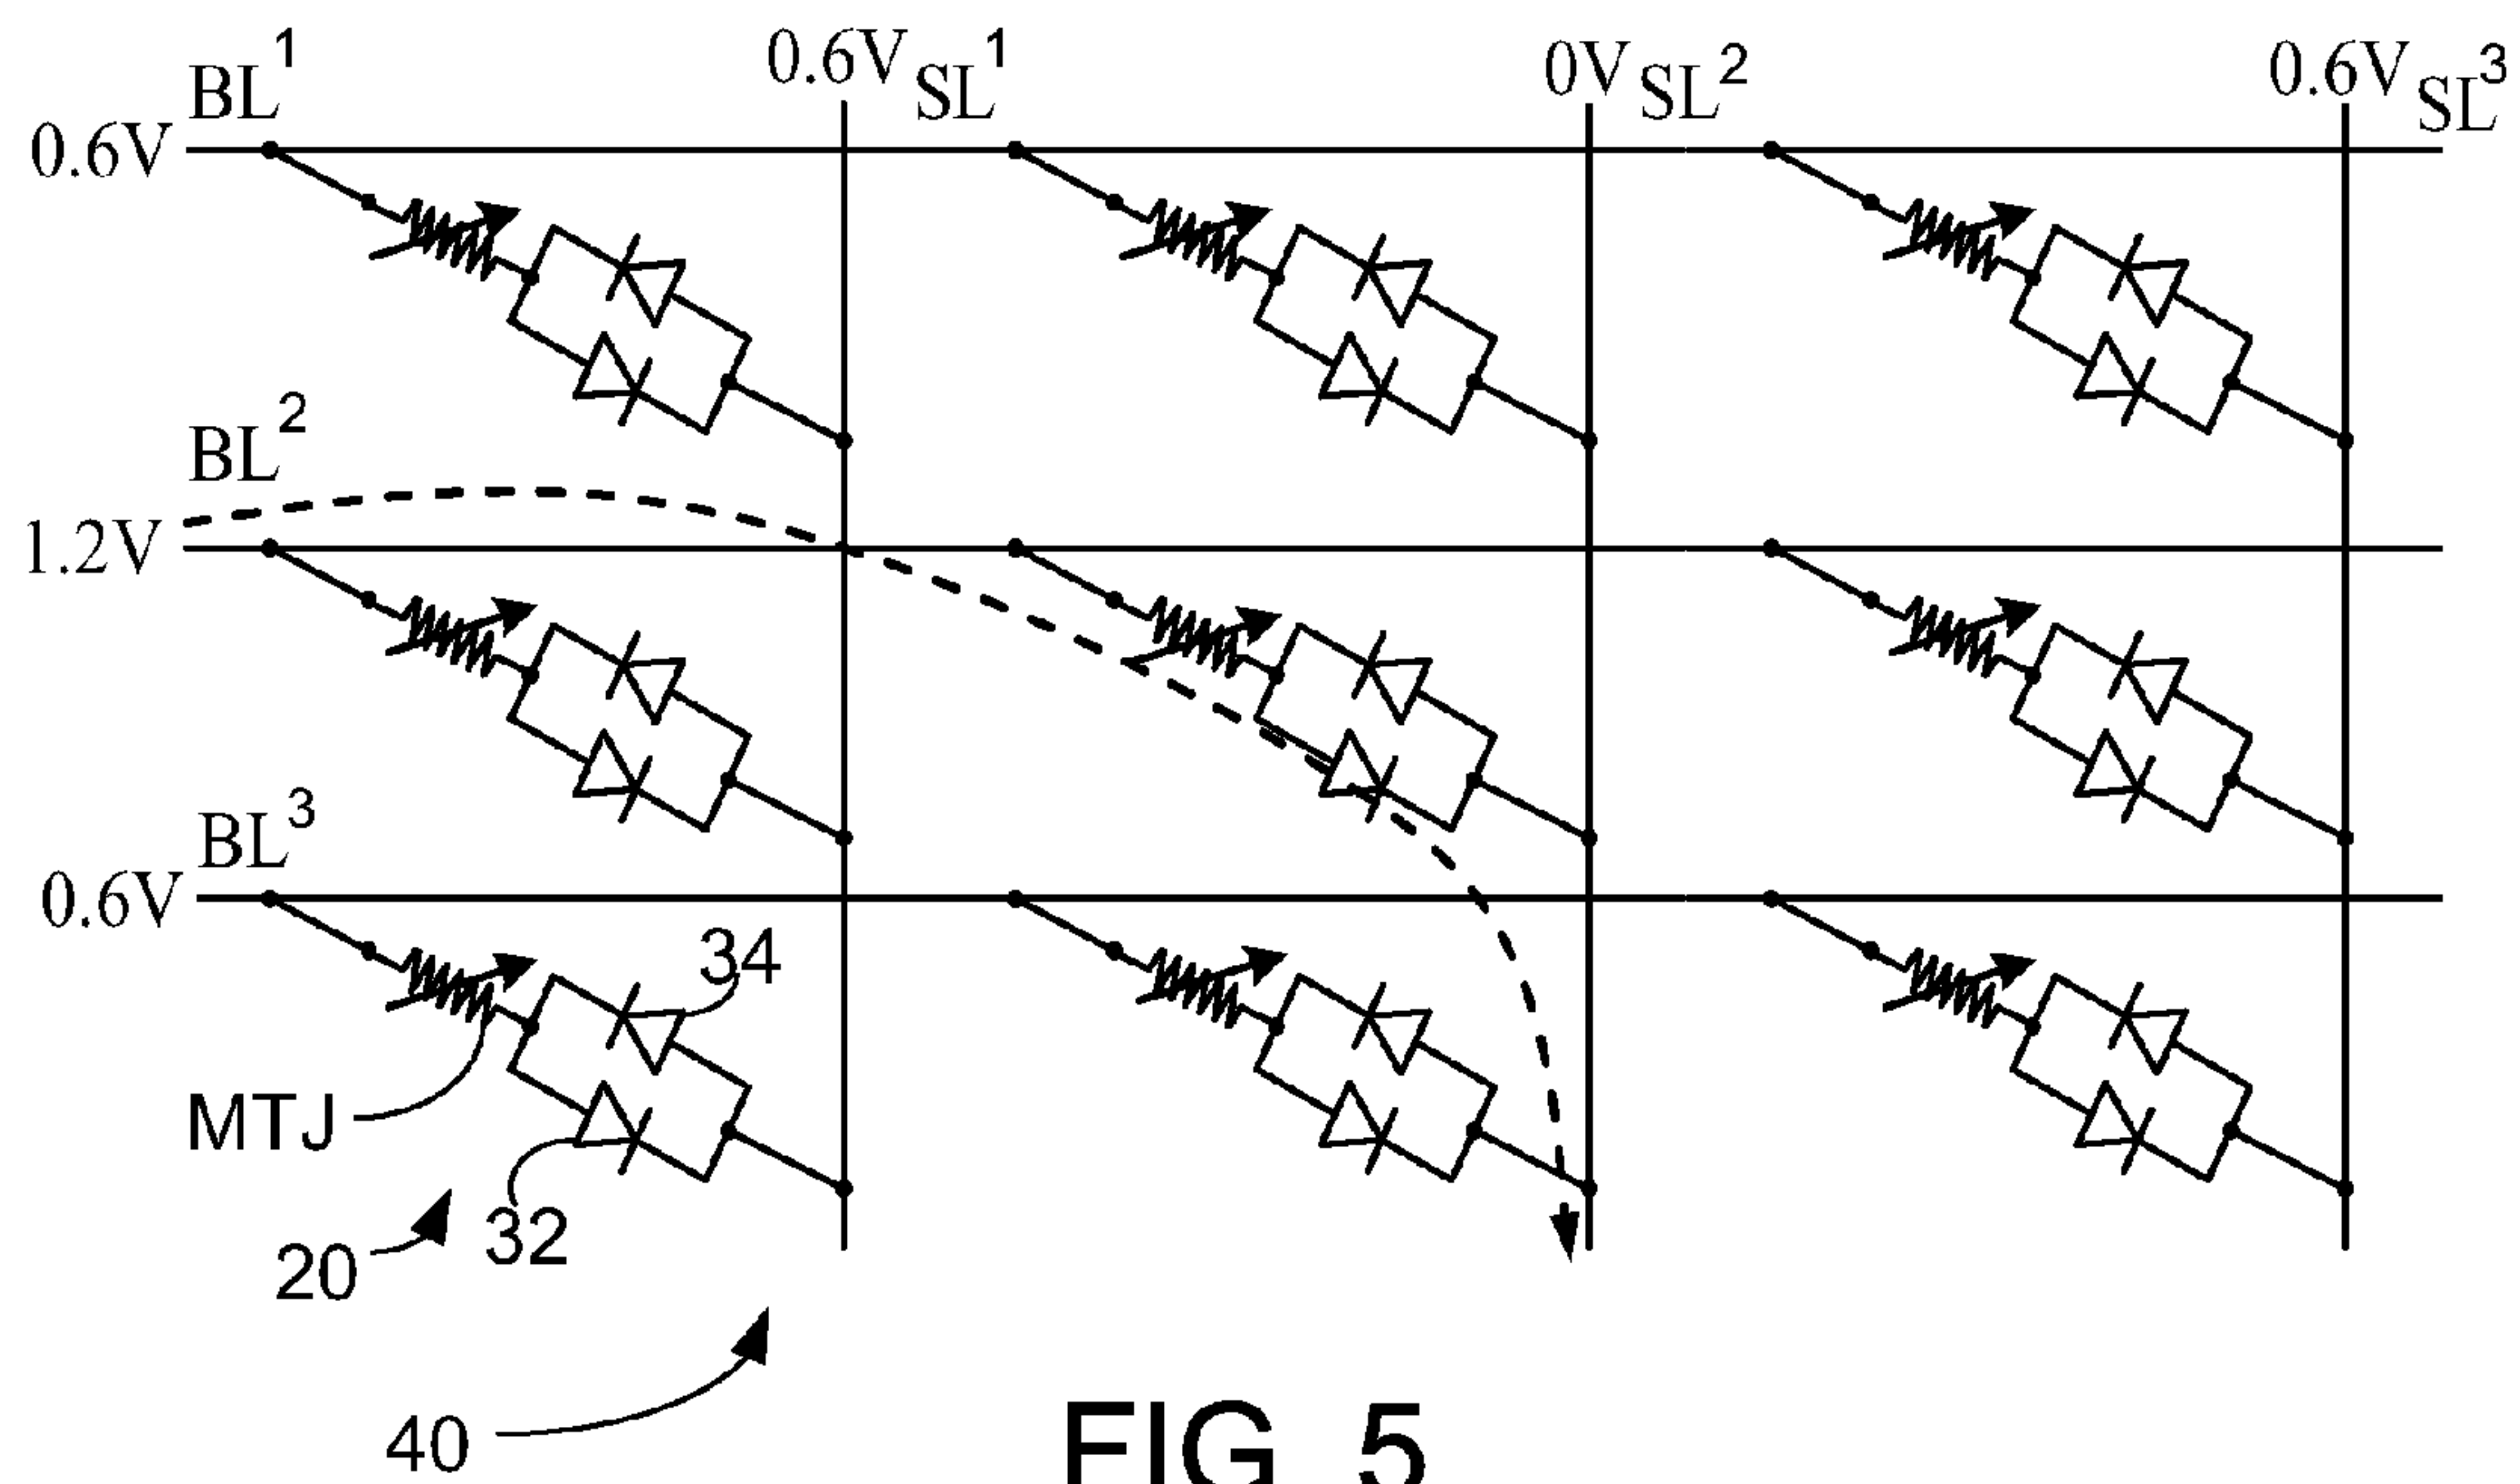 BL¹ 0.6V SL¹ 0V SL² 0.6V SL³
0.6V
BL²
1.2V
BL³
0.6V
34
MTJ
32
20
40
FIG. 5